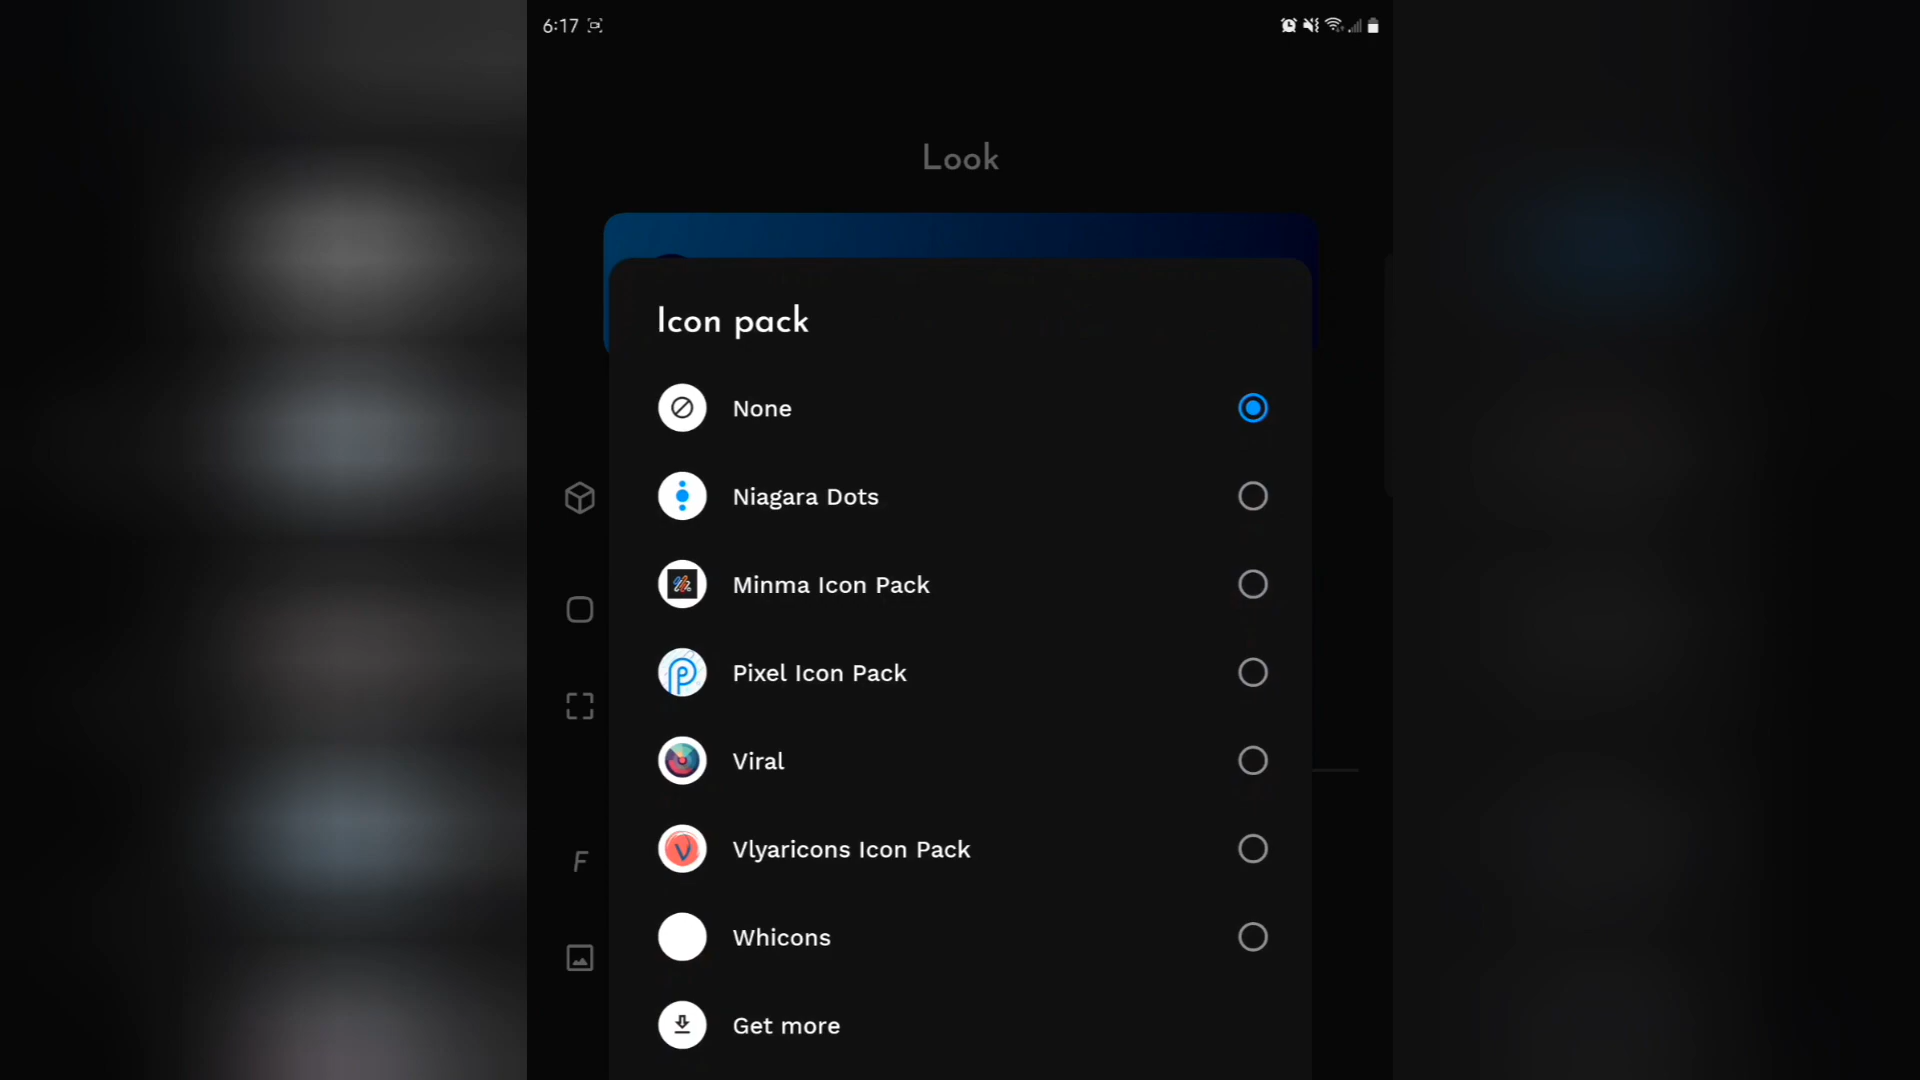 6:17
Look
Icon pack
None
Niagara Dots
Minma Icon Pack
Pixel Icon Pack
Viral
Vlyaricons Icon Pack
Whicons
F
Get more